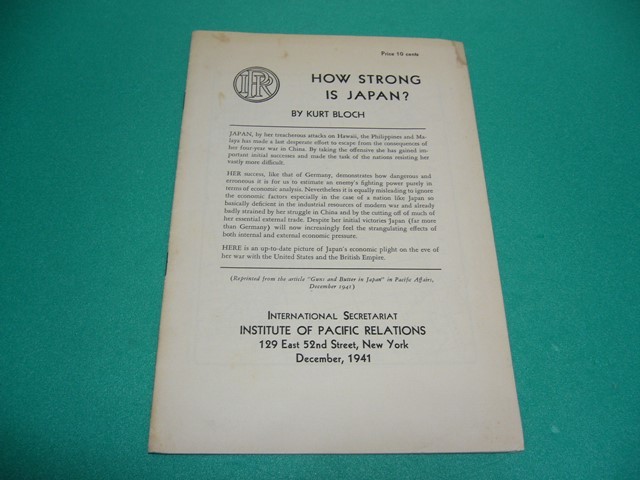 Price 10 cents
IPR
HOW STRONG
IS JAPAN?
BY KURT BLOCH
JAPAN, by her treacherous attacks on Hawaii, the Philippines and Ma-
laya has made a last desperate effort to escape from the consequences of
her four-year war in China. By taking the offensive she has gained im-
portant initial successes and made the task of the nations resisting her
vastly more difficult.
HER success, like that of Germany, demonstrates how dangerous and
erroneous it is for us to estimate an enemy's fighting power purely in
terms of economic analysis. Nevertheless it is equally misleading to ignore
the economic factors especially in the case of a nation like Japan so
basically deficient in the industrial resources of modern war and already
badly strained by her struggle in China and by the cutting off of much of
her essential external trade. Despite her initial victories Japan (far more
than Germany) will now increasingly feel the strangulating effects of
both internal and external economic pressure.
HERE is an up-to-date picture of Japan's economic plight on the eve of
her war with the United States and the British Empire.
(Reprinted from the article "Guns and Butter in Japan" in Pacific Affairs,
December 1941)
INTERNATIONAL SECRETARIAT
INSTITUTE OF PACIFIC RELATIONS
129 East 52nd Street, New York
December, 1941